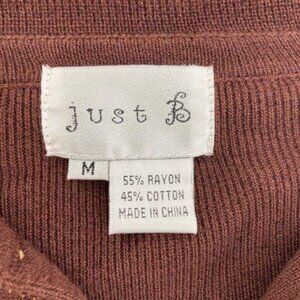 just B
M
55% RAYON
45% COTTON
MADE IN CHINA